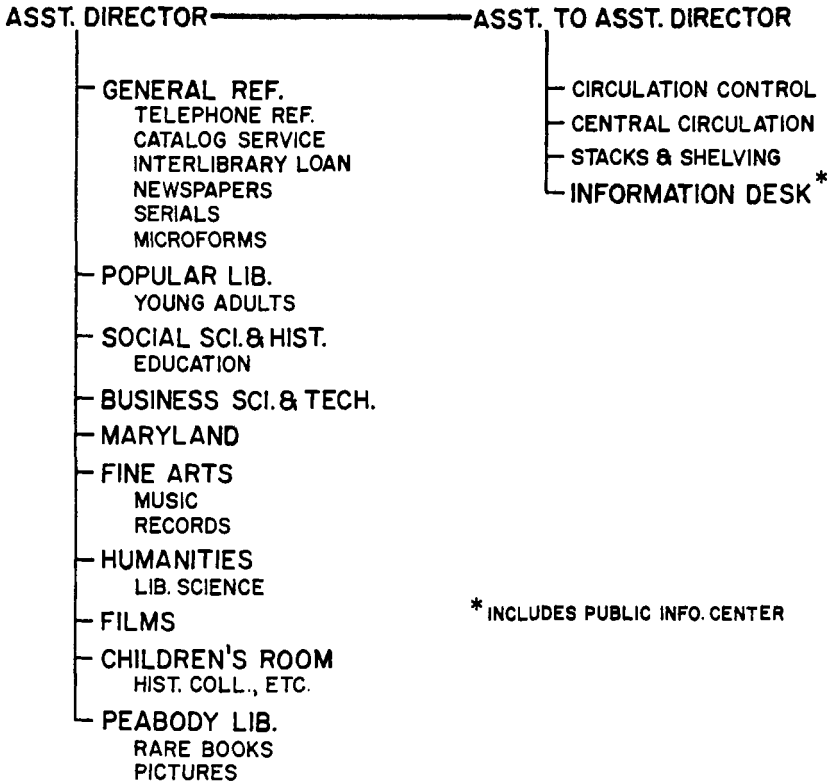 ASST. DIRECTOR
GENERAL REF.
TELEPHONE REF.
CATALOG SERVICE
INTERLIBRARY LOAN
NEWSPAPERS
SERIALS
MICROFORMS
POPULAR LIB.
YOUNG ADULTS
SOCIAL SCI. & HIST.
EDUCATION
BUSINESS SCI. & TECH.
MARYLAND
FINE ARTS
MUSIC
RECORDS
HUMANITIES
LIB. SCIENCE
FILMS
CHILDREN'S ROOM
HIST. COLL., ETC.
PEABODY LIB.
RARE BOOKS
PICTURES
ASST. TO ASST. DIRECTOR
CIRCULATION CONTROL
CENTRAL CIRCULATION
STACKS & SHELVING
INFORMATION DESK*
* INCLUDES PUBLIC INFO. CENTER